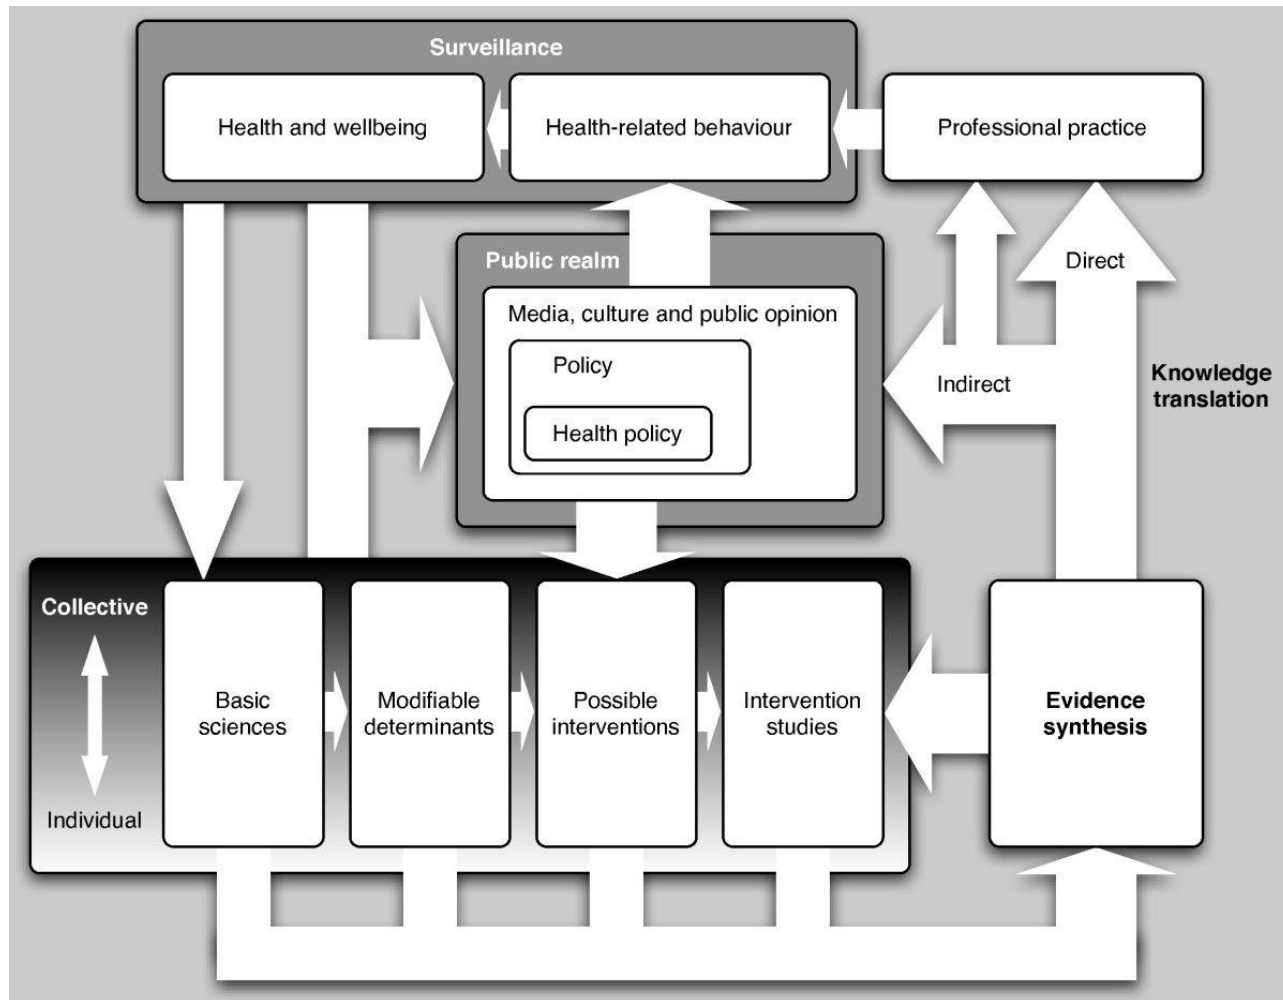 Surveillance
Health and wellbeing
Health-related behaviour
Professional practice
Public realm
Direct
Media, culture and public opinion
Policy
Indirect
Knowledge
translation
Health policy
Collective
Basic
sciences
Modifiable
determinants
Possible
interventions
Intervention
studies
Evidence
synthesis
Individual